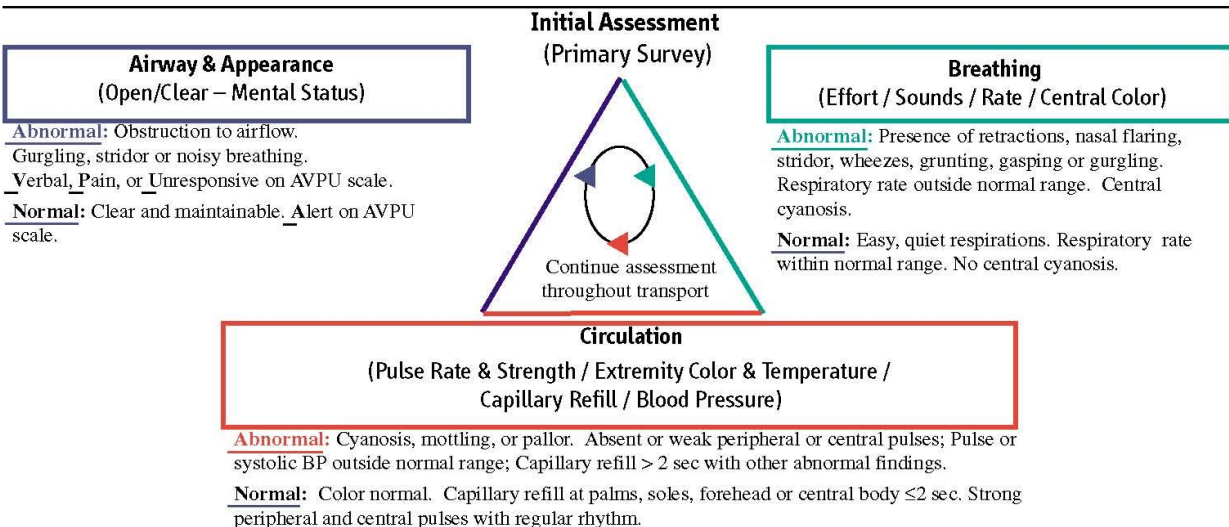 Initial Assessment
(Primary Survey)
Airway & Appearance
(Open/Clear – Mental Status)
Abnormal: Obstruction to airflow.
Gurgling, stridor or noisy breathing.
Verbal, Pain, or Unresponsive on AVPU scale.
Normal: Clear and maintainable. Alert on AVPU
scale.
Breathing
(Effort / Sounds / Rate / Central Color)
Abnormal: Presence of retractions, nasal flaring,
stridor, wheezes, grunting, gasping or gurgling.
Respiratory rate outside normal range. Central
cyanosis.
Normal: Easy, quiet respirations. Respiratory rate
within normal range. No central cyanosis.
Continue assessment
throughout transport
Circulation
(Pulse Rate & Strength / Extremity Color & Temperature /
Capillary Refill / Blood Pressure)
Abnormal: Cyanosis, mottling, or pallor. Absent or weak peripheral or central pulses; Pulse or
systolic BP outside normal range; Capillary refill > 2 sec with other abnormal findings.
Normal: Color normal. Capillary refill at palms, soles, forehead or central body ≤2 sec. Strong
peripheral and central pulses with regular rhythm.